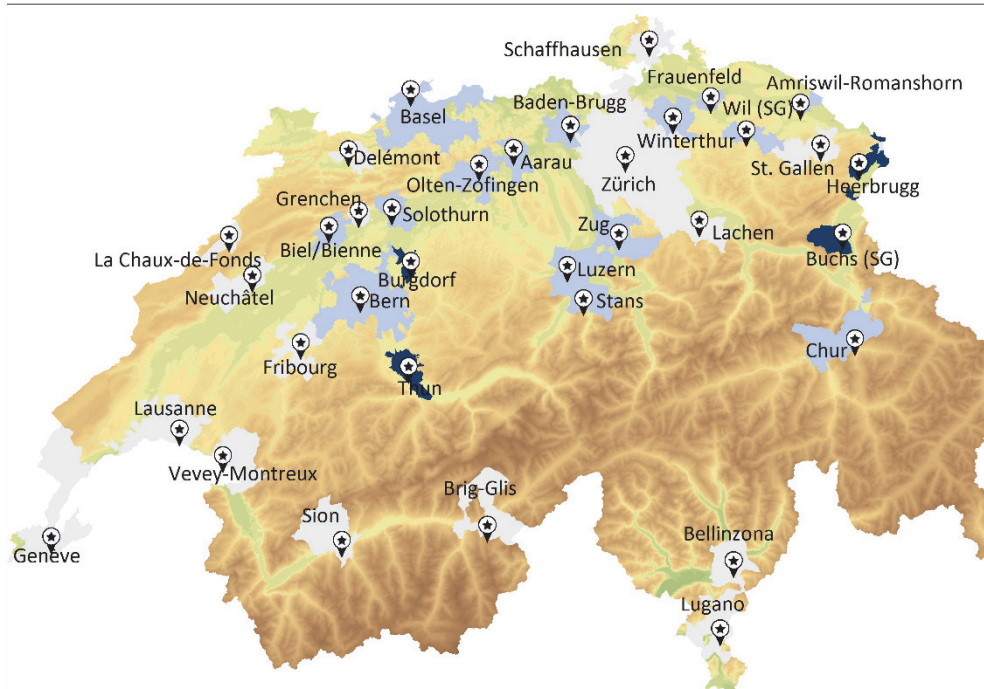 Schaffhausen
Frauenfeld
Amriswil-Romanshorn
Basel
Baden-Brugg
Wil (SG)
Winterthur
Delémont
Aarau
Olten-Zofingen
Zürich
St. Gallen
Heerbrugg
Grenchen
Solothurn
Biel/Bienne
Zug
Lachen
La Chaux-de-Fonds
Buchs (SG)
Neuchâtel
Burgdorf
Luzern
Bern
Stans
Fribourg
Chur
Thun
Lausanne
Vevey-Montreux
Brig-Glis
Sion
Bellinzona
Genève
Lugano